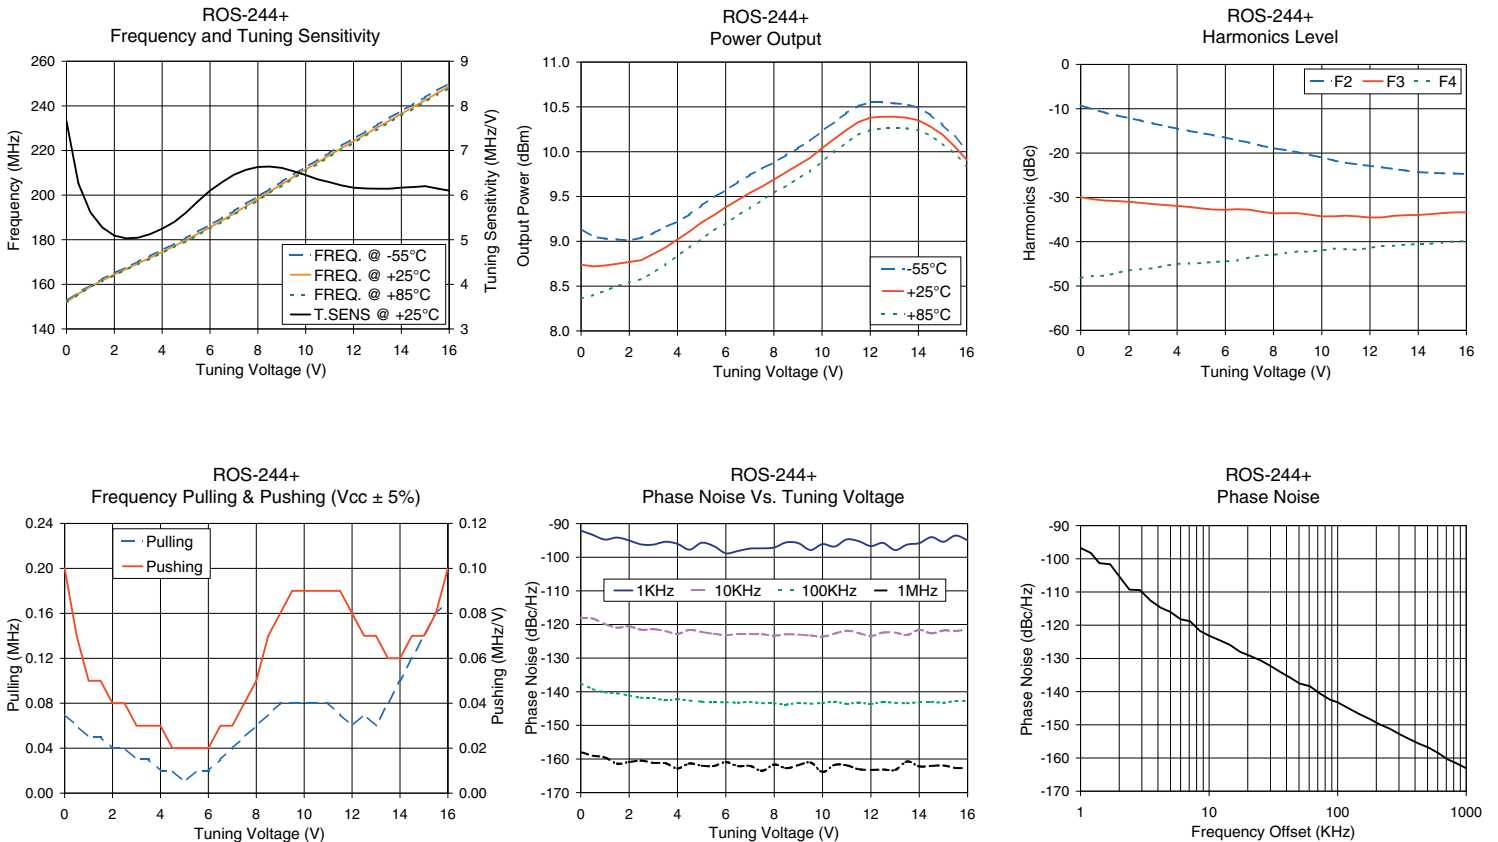 ROS-244+
Frequency and Tuning Sensitivity
Frequency (MHz)
260
240
220
200
180
160
140
9
8
7
6
5
4
3
Tuning Sensitivity (MHz/V)
FREQ. @ -55°C
FREQ. @ +25°C
FREQ. @ +85°C
T.SENS @ +25°C
0 2 4 6 8 10 12 14 16
Tuning Voltage (V)
ROS-244+
Power Output
Output Power (dBm)
11.0
10.5
10.0
9.5
9.0
8.5
8.0
-55°C
+25°C
+85°C
0 2 4 6 8 10 12 14 16
Tuning Voltage (V)
ROS-244+
Harmonics Level
Harmonics (dBc)
0
-10
-20
-30
-40
-50
-60
F2 F3 F4
0 2 4 6 8 10 12 14 16
Tuning Voltage (V)
ROS-244+
Frequency Pulling & Pushing (Vcc ± 5%)
Pulling (MHz)
0.24
0.20
0.16
0.12
0.08
0.04
0.00
0.12
0.10
0.08
0.06
0.04
0.02
0.00
Pushing (MHz/V)
Pulling
Pushing
0 2 4 6 8 10 12 14 16
Tuning Voltage (V)
ROS-244+
Phase Noise Vs. Tuning Voltage
Phase Noise (dBc/Hz)
-90
-100
-110
-120
-130
-140
-150
-160
-170
1KHz 10KHz 100KHz 1MHz
0 2 4 6 8 10 12 14 16
Tuning Voltage (V)
ROS-244+
Phase Noise
Phase Noise (dBc/Hz)
-90
-100
-110
-120
-130
-140
-150
-160
-170
1 10 100 1000
Frequency Offset (KHz)